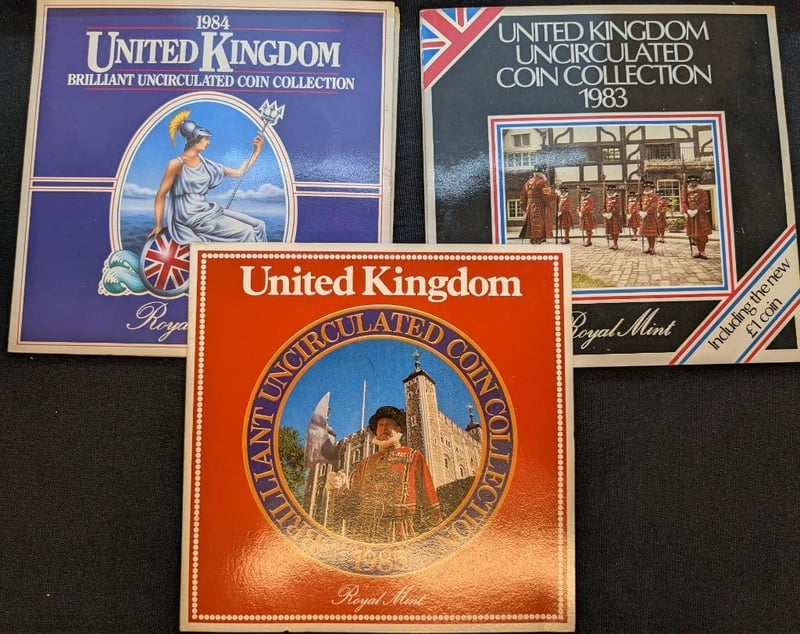 1984
UNITED KINGDOM
BRILLIANT UNCIRCULATED COIN COLLECTION
Royal
UNITED KINGDOM
UNCIRCULATED
COIN COLLECTION
1983
Including the new
£1 coin
Royal Mint
United Kingdom
BRILLIANT UNCIRCULATED COIN COLLECTION
Royal Mint